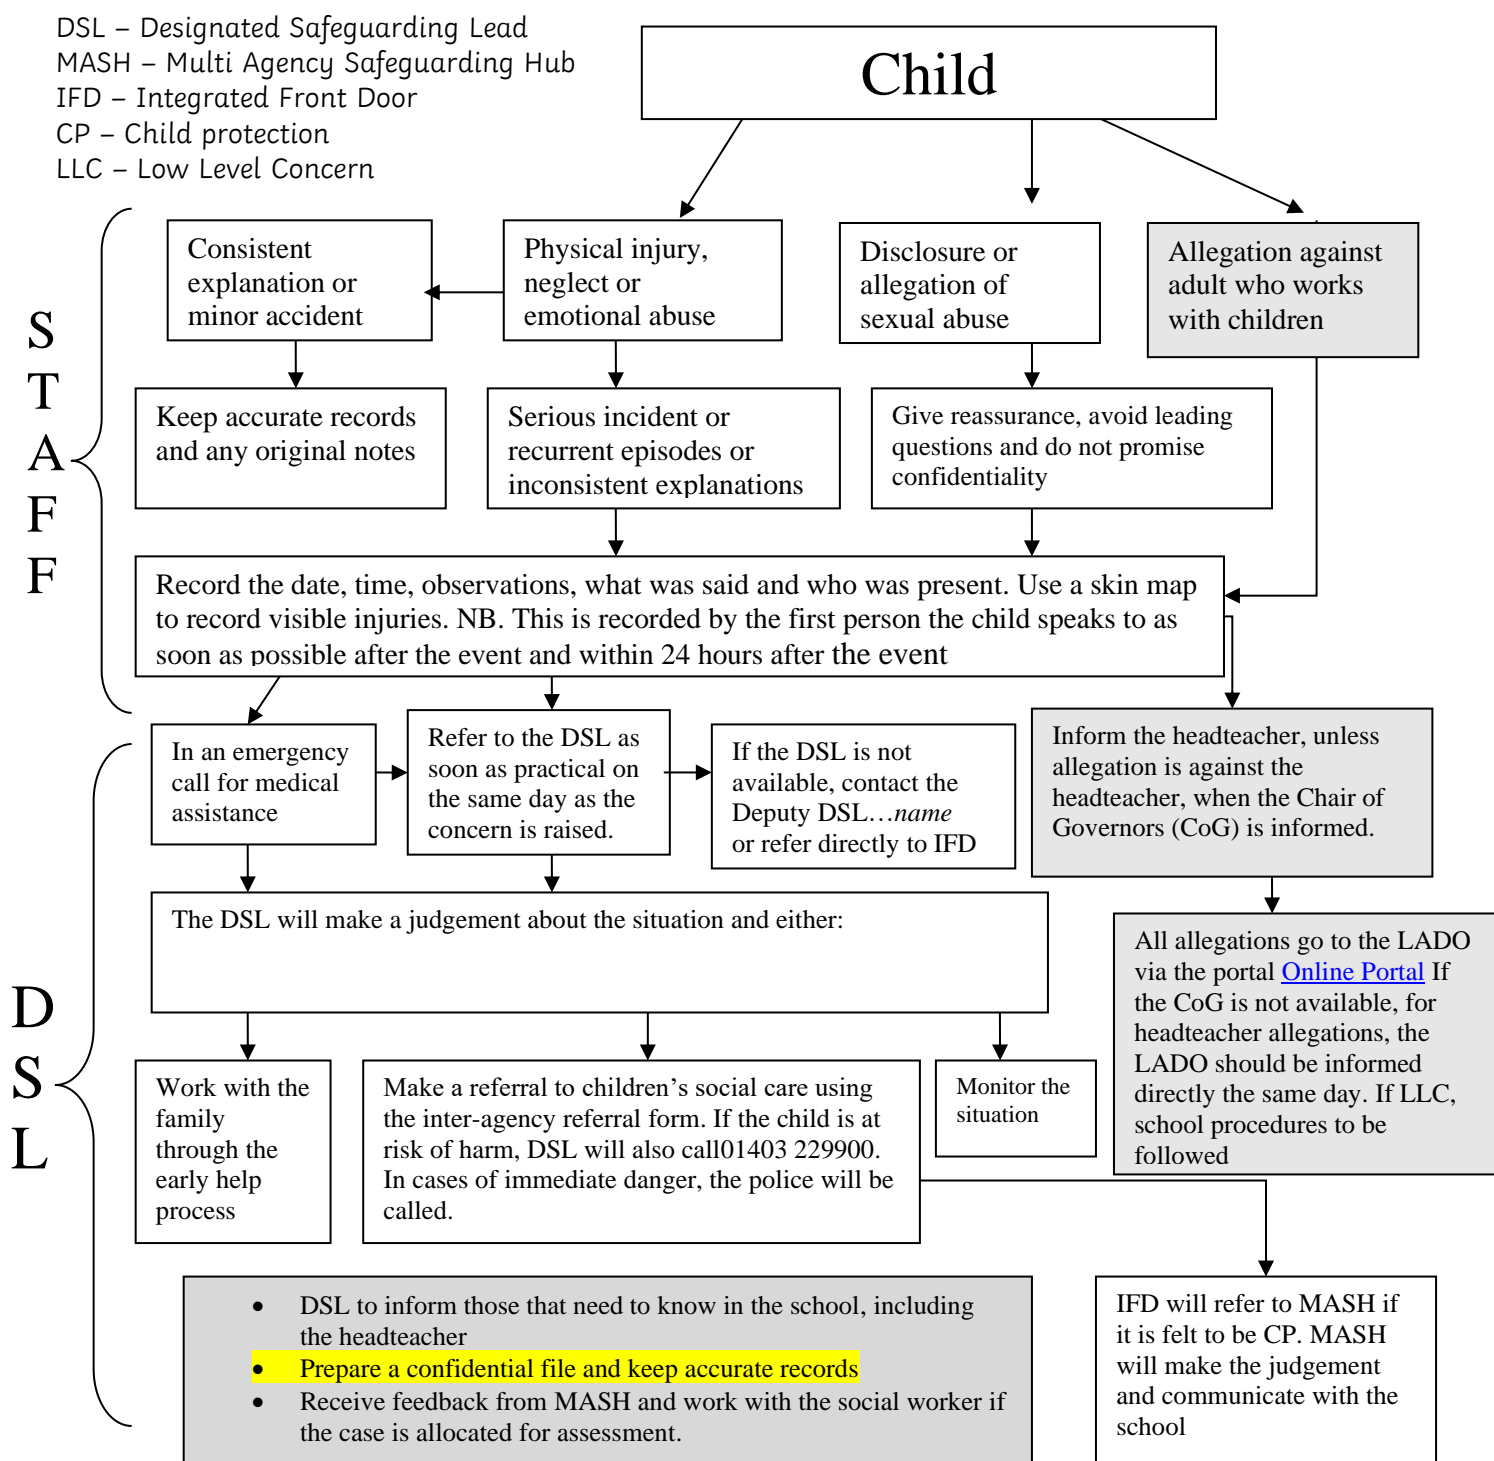 DSL – Designated Safeguarding Lead
MASH – Multi Agency Safeguarding Hub
IFD – Integrated Front Door
CP – Child protection
LLC – Low Level Concern
Child
S
T
A
F
F
Consistent
explanation or
minor accident
Physical injury,
neglect or
emotional abuse
Disclosure or
allegation of
sexual abuse
Allegation against
adult who works
with children
Keep accurate records
and any original notes
Serious incident or
recurrent episodes or
inconsistent explanations
Give reassurance, avoid leading
questions and do not promise
confidentiality
Record the date, time, observations, what was said and who was present. Use a skin map
to record visible injuries. NB. This is recorded by the first person the child speaks to as
soon as possible after the event and within 24 hours after the event
D
S
L
In an emergency
call for medical
assistance
Refer to the DSL as
soon as practical on
the same day as the
concern is raised.
If the DSL is not
available, contact the
Deputy DSL…name
or refer directly to IFD
Inform the headteacher, unless
allegation is against the
headteacher, when the Chair of
Governors (CoG) is informed.
The DSL will make a judgement about the situation and either:
All allegations go to the LADO
via the portal Online Portal If
the CoG is not available, for
headteacher allegations, the
LADO should be informed
directly the same day. If LLC,
school procedures to be
followed
Work with the
family
through the
early help
process
Make a referral to children’s social care using
the inter-agency referral form. If the child is at
risk of harm, DSL will also call01403 229900.
In cases of immediate danger, the police will be
called.
Monitor the
situation
• DSL to inform those that need to know in the school, including
the headteacher
• Prepare a confidential file and keep accurate records
• Receive feedback from MASH and work with the social worker if
the case is allocated for assessment.
IFD will refer to MASH if
it is felt to be CP. MASH
will make the judgement
and communicate with the
school